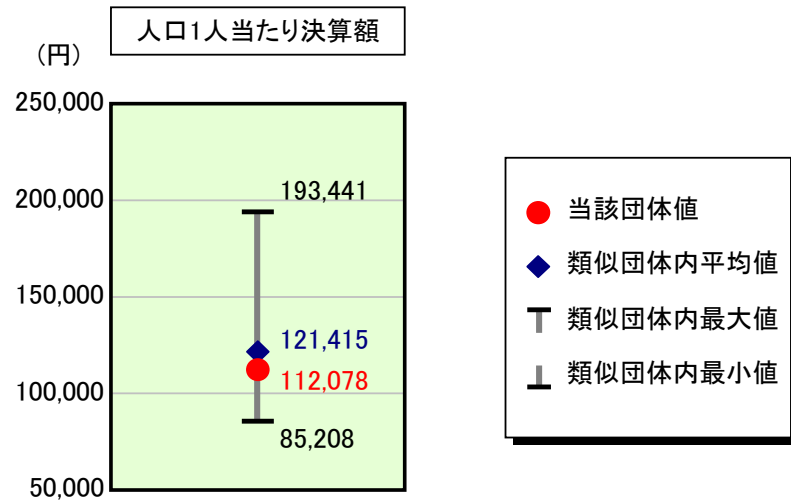 人口1人当たり決算額
(円)
250,000
200,000
150,000
100,000
50,000
193,441
121,415
112,078
85,208
当該団体値
類似団体内平均値
類似団体内最大値
類似団体内最小値